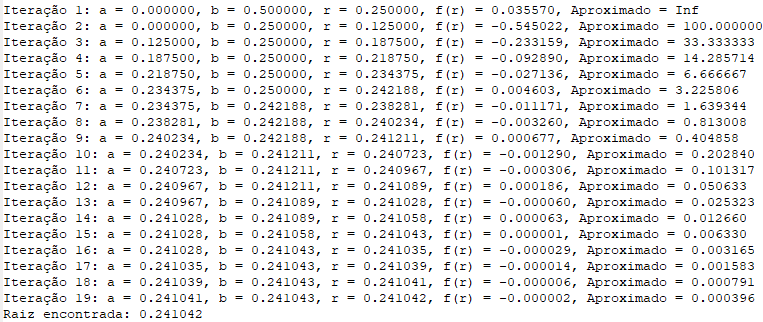 Iteração 1: a = 0.000000, b = 0.500000, r = 0.250000, f(r) = 0.035570, Aproximado = Inf
Iteração 2: a = 0.000000, b = 0.250000, r = 0.125000, f(r) = -0.545022, Aproximado = 100.000000
Iteração 3: a = 0.125000, b = 0.250000, r = 0.187500, f(r) = -0.233159, Aproximado = 33.333333
Iteração 4: a = 0.187500, b = 0.250000, r = 0.218750, f(r) = -0.092890, Aproximado = 14.285714
Iteração 5: a = 0.218750, b = 0.250000, r = 0.234375, f(r) = -0.027136, Aproximado = 6.666667
Iteração 6: a = 0.234375, b = 0.250000, r = 0.242188, f(r) = 0.004603, Aproximado = 3.225806
Iteração 7: a = 0.234375, b = 0.242188, r = 0.238281, f(r) = -0.011171, Aproximado = 1.639344
Iteração 8: a = 0.238281, b = 0.242188, r = 0.240234, f(r) = -0.003260, Aproximado = 0.813008
Iteração 9: a = 0.240234, b = 0.242188, r = 0.241211, f(r) = 0.000677, Aproximado = 0.404858
Iteração 10: a = 0.240234, b = 0.241211, r = 0.240723, f(r) = -0.001290, Aproximado = 0.202840
Iteração 11: a = 0.240723, b = 0.241211, r = 0.240967, f(r) = -0.000306, Aproximado = 0.101317
Iteração 12: a = 0.240967, b = 0.241211, r = 0.241089, f(r) = 0.000186, Aproximado = 0.050633
Iteração 13: a = 0.240967, b = 0.241089, r = 0.241028, f(r) = -0.000060, Aproximado = 0.025323
Iteração 14: a = 0.241028, b = 0.241089, r = 0.241058, f(r) = 0.000063, Aproximado = 0.012660
Iteração 15: a = 0.241028, b = 0.241058, r = 0.241043, f(r) = 0.000001, Aproximado = 0.006330
Iteração 16: a = 0.241028, b = 0.241043, r = 0.241035, f(r) = -0.000029, Aproximado = 0.003165
Iteração 17: a = 0.241035, b = 0.241043, r = 0.241039, f(r) = -0.000014, Aproximado = 0.001583
Iteração 18: a = 0.241039, b = 0.241043, r = 0.241041, f(r) = -0.000006, Aproximado = 0.000791
Iteração 19: a = 0.241041, b = 0.241043, r = 0.241042, f(r) = -0.000002, Aproximado = 0.000396
Raiz encontrada: 0.241042